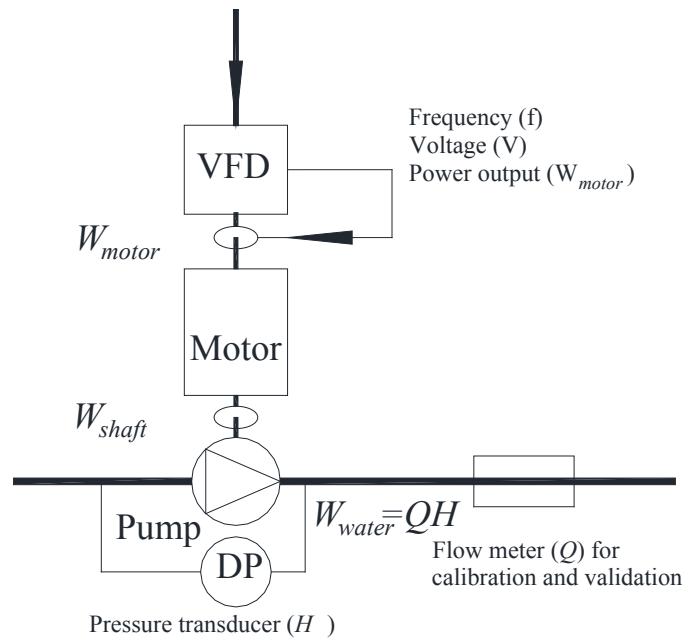 Frequency (f)
Voltage (V)
VFD
Power output (W_motor)
W_motor
Motor
W_shaft
Pump
W_water=QH
Flow meter (Q) for
calibration and validation
DP
Pressure transducer (H )